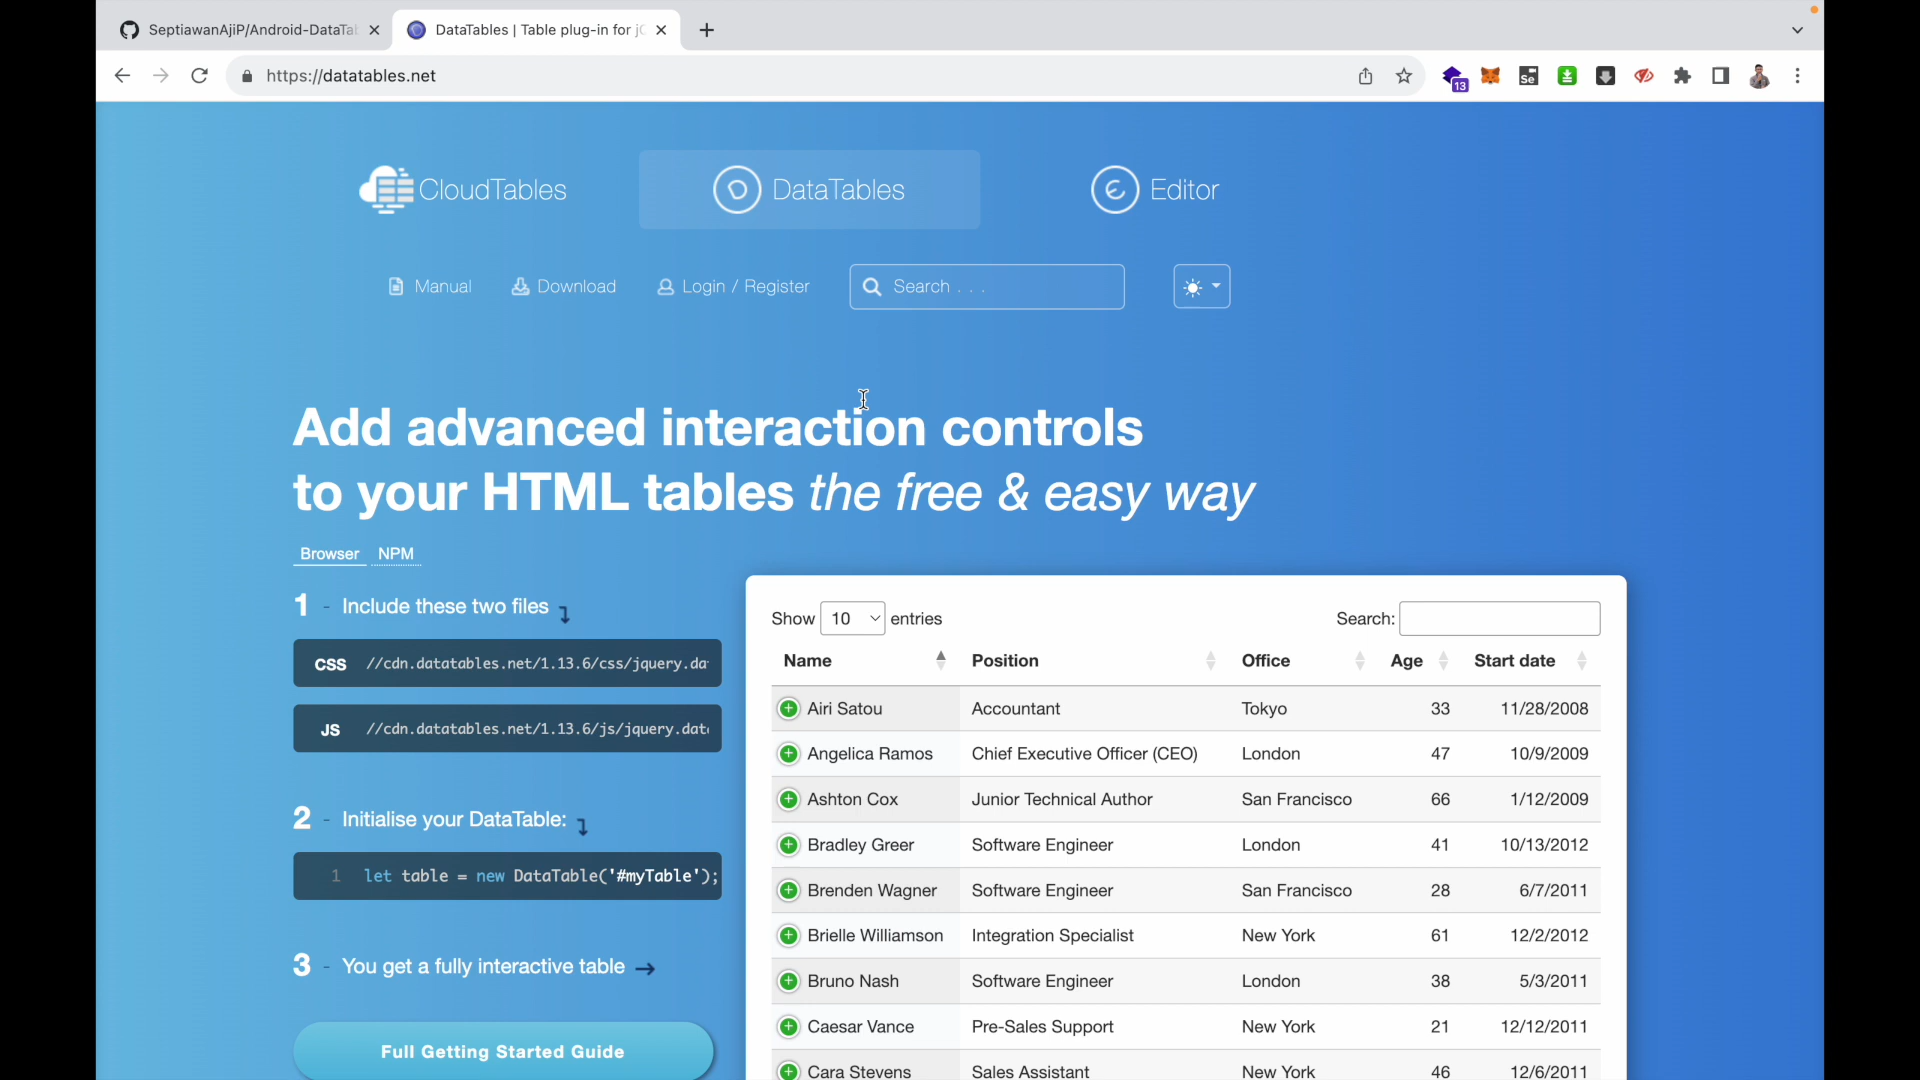 SeptiawanAjiP/Android-DataTa
DataTables | Table plug-in for jQ
https://datatables.net
13
CloudTables
DataTables
Editor
Manual
Download
Login / Register
Search . . .
Add advanced interaction controls
to your HTML tables the free & easy way
Browser
NPM
1 - Include these two files
CSS //cdn.datatables.net/1.13.6/css/jquery.da
JS //cdn.datatables.net/1.13.6/js/jquery.dat
2 - Initialise your DataTable:
1 let table = new DataTable('#myTable');
3 - You get a fully interactive table
Full Getting Started Guide
Show 10 entries
Search:
Name Position Office Age Start date
Airi Satou Accountant Tokyo 33 11/28/2008
Angelica Ramos Chief Executive Officer (CEO) London 47 10/9/2009
Ashton Cox Junior Technical Author San Francisco 66 1/12/2009
Bradley Greer Software Engineer London 41 10/13/2012
Brenden Wagner Software Engineer San Francisco 28 6/7/2011
Brielle Williamson Integration Specialist New York 61 12/2/2012
Bruno Nash Software Engineer London 38 5/3/2011
Caesar Vance Pre-Sales Support New York 21 12/12/2011
Cara Stevens Sales Assistant New York 46 12/6/2011